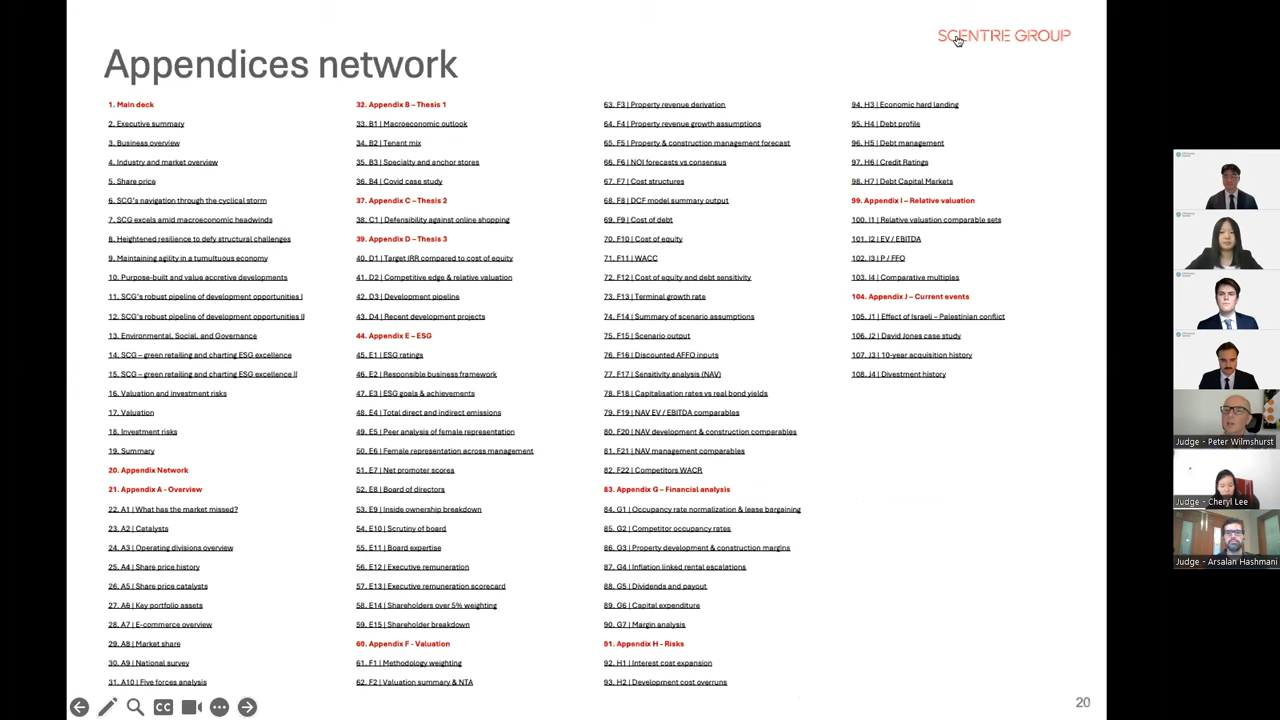 SCENTRE GROUP
Appendices network
1. Main deck
2. Executive summary
3. Business overview
4. Industry and market overview
5. Share price
6. SCG's navigation through the cyclical storm
7. SCG excels amid macroeconomic headwinds
8. Heightened resilience to defy structural challenges
9. Maintaining agility in a tumultuous economy
10. Purpose-built and value accretive developments
11. SCG's robust pipeline of development opportunities I
12. SCG's robust pipeline of development opportunities II
13. Environmental, Social, and Governance
14. SCG – green retailing and charting ESG excellence
15. SCG – green retailing and charting ESG excellence II
16. Valuation and investment risks
17. Valuation
18. Investment risks
19. Summary
20. Appendix Network
21. Appendix A - Overview
22. A1 | What has the market missed?
23. A2 | Catalysts
24. A3 | Operating divisions overview
25. A4 | Share price history
26. A5 | Share price catalysts
27. A6 | Key portfolio assets
28. A7 | E-commerce overview
29. A8 | Market share
30. A9 | National survey
31. A10 | Five forces analysis
32. Appendix B – Thesis 1
33. B1 | Macroeconomic outlook
34. B2 | Tenant mix
35. B3 | Specialty and anchor stores
36. B4 | Covid case study
37. Appendix C – Thesis 2
38. C1 | Defensibility against online shopping
39. Appendix D – Thesis 3
40. D1 | Target IRR compared to cost of equity
41. D2 | Competitive edge & relative valuation
42. D3 | Development pipeline
43. D4 | Recent development projects
44. Appendix E – ESG
45. E1 | ESG ratings
46. E2 | Responsible business framework
47. E3 | ESG goals & achievements
48. E4 | Total direct and indirect emissions
49. E5 | Peer analysis of female representation
50. E6 | Female representation across management
51. E7 | Net promoter scores
52. E8 | Board of directors
53. E9 | Inside ownership breakdown
54. E10 | Scrutiny of board
55. E11 | Board expertise
56. E12 | Executive remuneration
57. E13 | Executive remuneration scorecard
58. E14 | Shareholders over 5% weighting
59. E15 | Shareholder breakdown
60. Appendix F - Valuation
61. F1 | Methodology weighting
62. F2 | Valuation summary & NTA
63. F3 | Property revenue derivation
64. F4 | Property revenue growth assumptions
65. F5 | Property & construction management forecast
66. F6 | NOI forecasts vs consensus
67. F7 | Cost structures
68. F8 | DCF model summary output
69. F9 | Cost of debt
70. F10 | Cost of equity
71. F11 | WACC
72. F12 | Cost of equity and debt sensitivity
73. F13 | Terminal growth rate
74. F14 | Summary of scenario assumptions
75. F15 | Scenario output
76. F16 | Discounted AFFO inputs
77. F17 | Sensitivity analysis (NAV)
78. F18 | Capitalisation rates vs real bond yields
79. F19 | NAV EV / EBITDA comparables
80. F20 | NAV development & construction comparables
81. F21 | NAV management comparables
82. F22 | Competitors WACR
83. Appendix G – Financial analysis
84. G1 | Occupancy rate normalization & lease bargaining
85. G2 | Competitor occupancy rates
86. G3 | Property development & construction margins
87. G4 | Inflation linked rental escalations
88. G5 | Dividends and payout
89. G6 | Capital expenditure
90. G7 | Margin analysis
91. Appendix H - Risks
92. H1 | Interest cost expansion
93. H2 | Development cost overruns
94. H3 | Economic hard landing
95. H4 | Debt profile
96. H5 | Debt management
97. H6 | Credit Ratings
98. H7 | Debt Capital Markets
99. Appendix I – Relative valuation
100. I1 | Relative valuation comparable sets
101. I2 | EV / EBITDA
102. I3 | P / FFO
103. I4 | Comparative multiples
104. Appendix J – Current events
105. J1 | Effect of Israeli – Palestinian conflict
106. J2 | David Jones case study
107. J3 | 10-year acquisition history
108. J4 | Divestment history
CC
20
Judge - Peter Wilmshurst
Judge - Cheryl Lee
Judge - Arsalan Hashmani